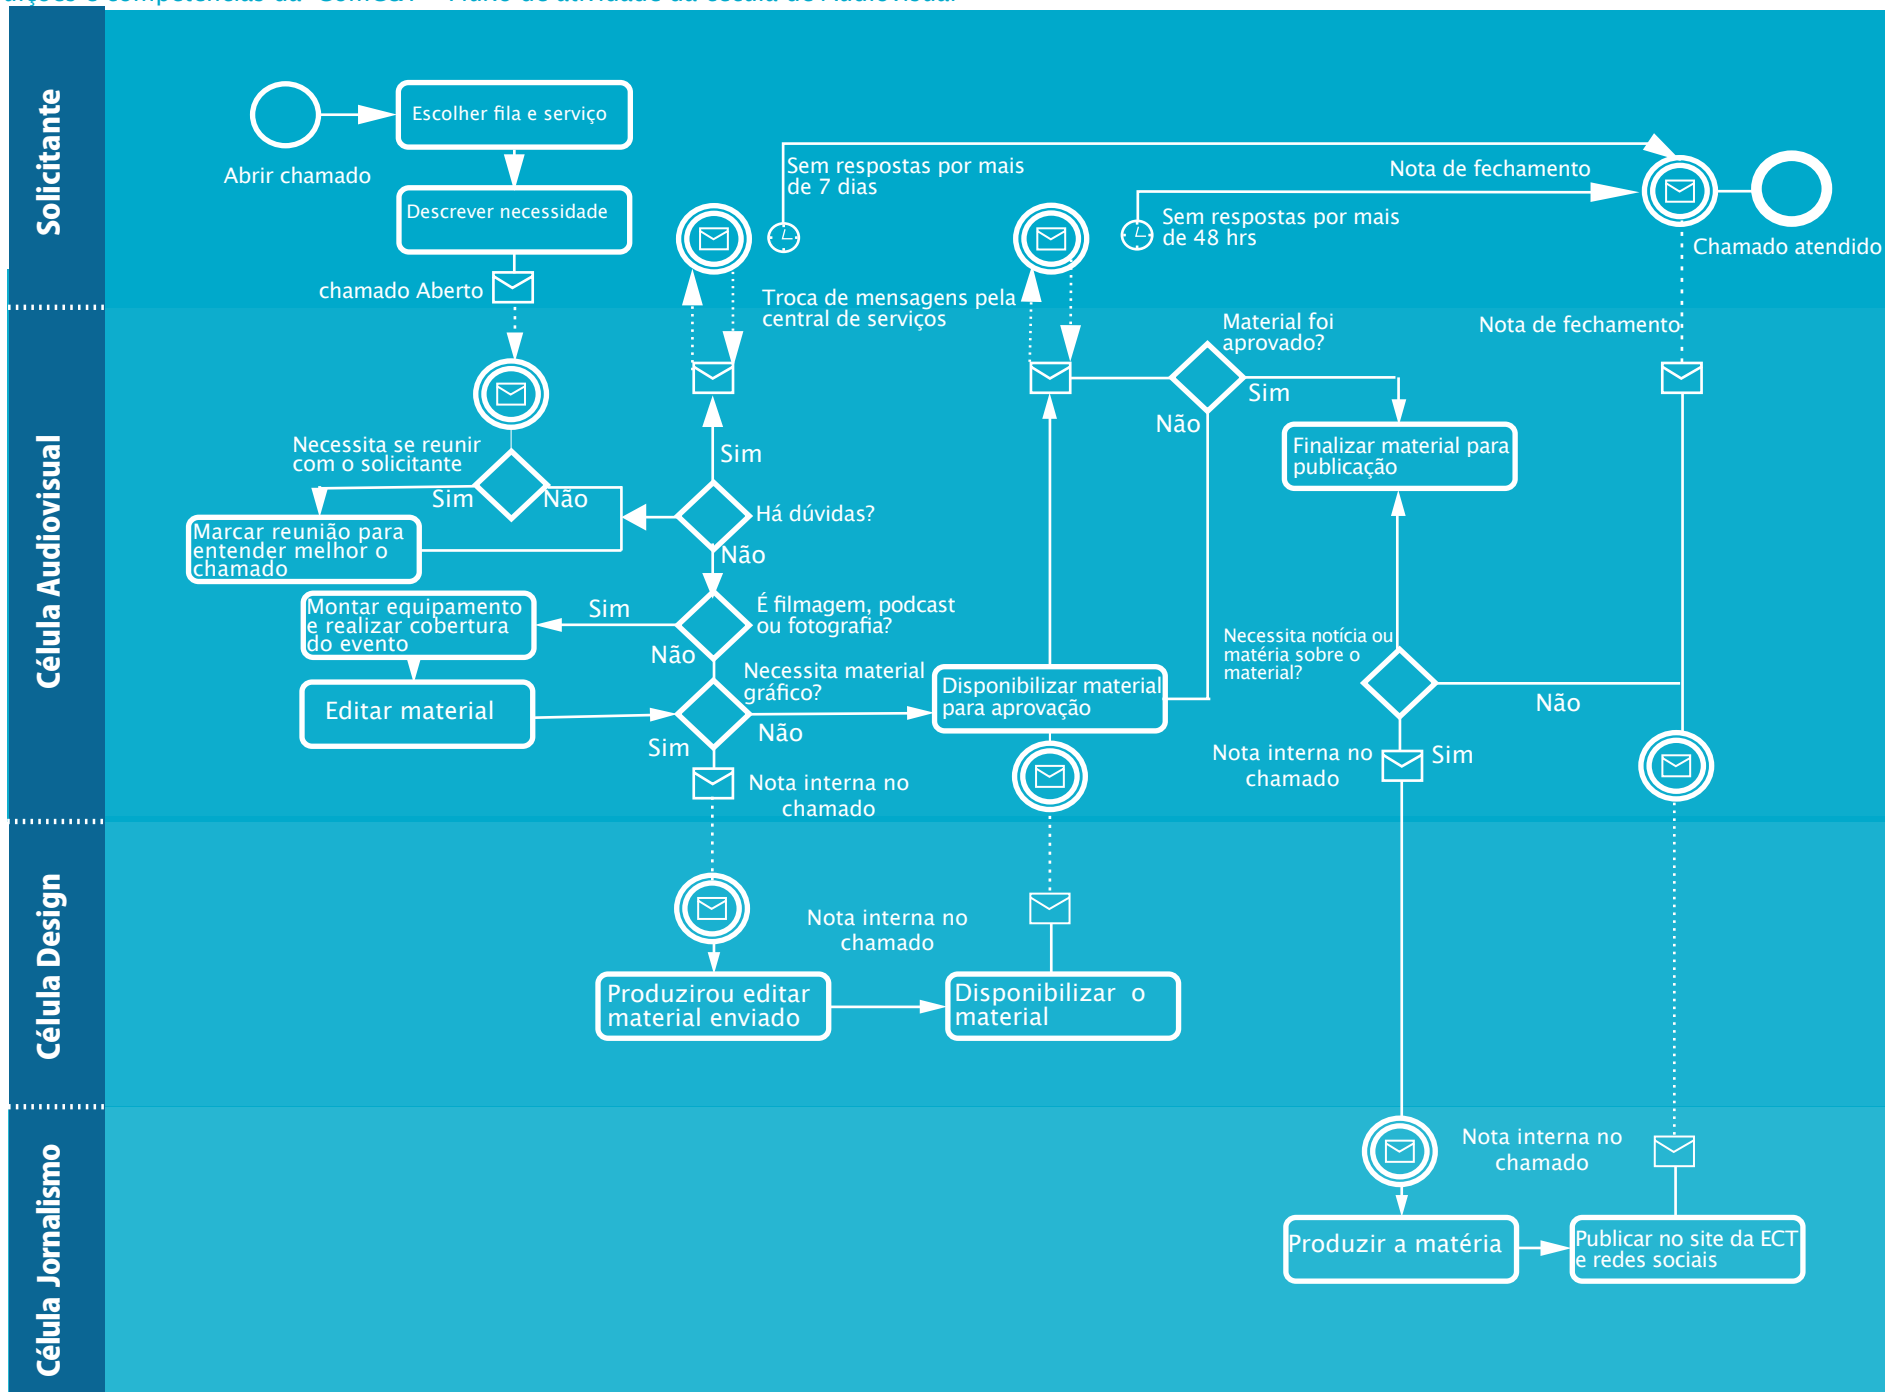 Solicitante
Abrir chamado
Escolher fila e serviço
Descrever necessidade
chamado Aberto
Sem respostas por mais
de 7 dias
Troca de mensagens pela
central de serviços
Sem respostas por mais
de 48 hrs
Nota de fechamento
Chamado atendido
Célula Audiovisual
Necessita se reunir
com o solicitante
Sim
Não
Marcar reunião para
entender melhor o
chamado
Sim
Há dúvidas?
Não
Montar equipamento
e realizar cobertura
do evento
Sim
É filmagem, podcast
ou fotografia?
Não
Editar material
Necessita material
gráfico?
Sim
Não
Nota interna no
chamado
Disponibilizar material
para aprovação
Material foi
aprovado?
Sim
Não
Finalizar material para
publicação
Necessita notícia ou
matéria sobre o
material?
Não
Nota interna no
chamado
Sim
Nota de fechamento
Célula Design
Produzirou editar
material enviado
Nota interna no
chamado
Disponibilizar o
material
Célula Jornalismo
Produzir a matéria
Nota interna no
chamado
Publicar no site da ECT
e redes sociais